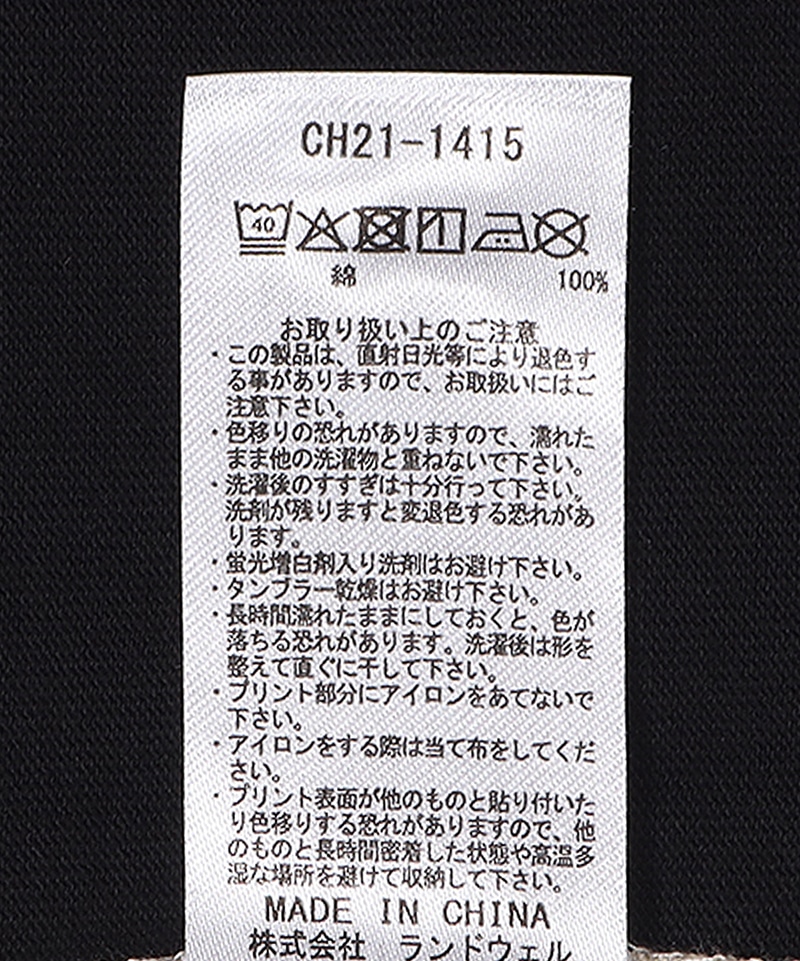 CH21-1415
40
綿
100%
お取り扱い上のご注意
・この製品は、直射日光等により退色す
る事がありますので、お取扱いにはご
注意下さい。
・色移りの恐れがありますので、濡れた
まま他の洗濯物と重ねないで下さい。
・洗濯後のすすぎは十分行って下さい。
洗剤が残りますと変退色する恐れがあ
ります。
・蛍光増白剤入り洗剤はお避け下さい。
・タンブラー乾燥はお避け下さい。
・長時間濡れたままにしておくと、色が
落ちる恐れがあります。洗濯後は形を
整えて直ぐに干して下さい。
・プリント部分にアイロンをあてないで
下さい。
・アイロンをする際は当て布をしてくだ
さい。
・プリント表面が他のものと貼り付いた
り色移りする恐れがありますので、他
のものと長時間密着した状態や高温多
湿な場所を避けて収納して下さい。
MADE IN CHINA
株式会社 ランドウェル